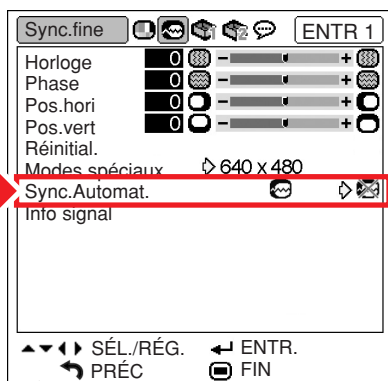 Sync.fine ENTR 1
Horloge 0 - +
Phase 0 - +
Pos.hori 0 - +
Pos.vert 0 - +
Réinitial.
Modes spéciaux 640 x 480
Sync.Automat.
Info signal
SÉL./RÉG. ENTR.
PRÉC FIN